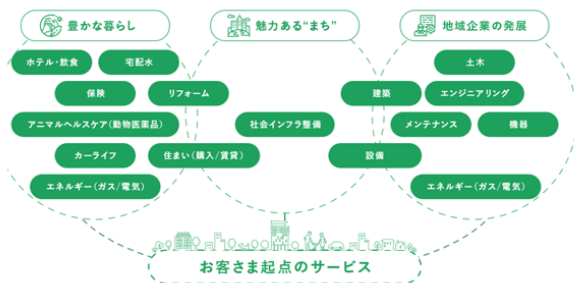 豊かな暮らし
魅力ある“まち”
地域企業の発展
ホテル・飲食
宅配水
保険
リフォーム
アニマルヘルスケア(動物医薬品)
カーライフ
住まい(購入/賃貸)
エネルギー(ガス/電気)
社会インフラ整備
土木
建築
エンジニアリング
メンテナンス
機器
設備
エネルギー(ガス/電気)
お客さま起点のサービス